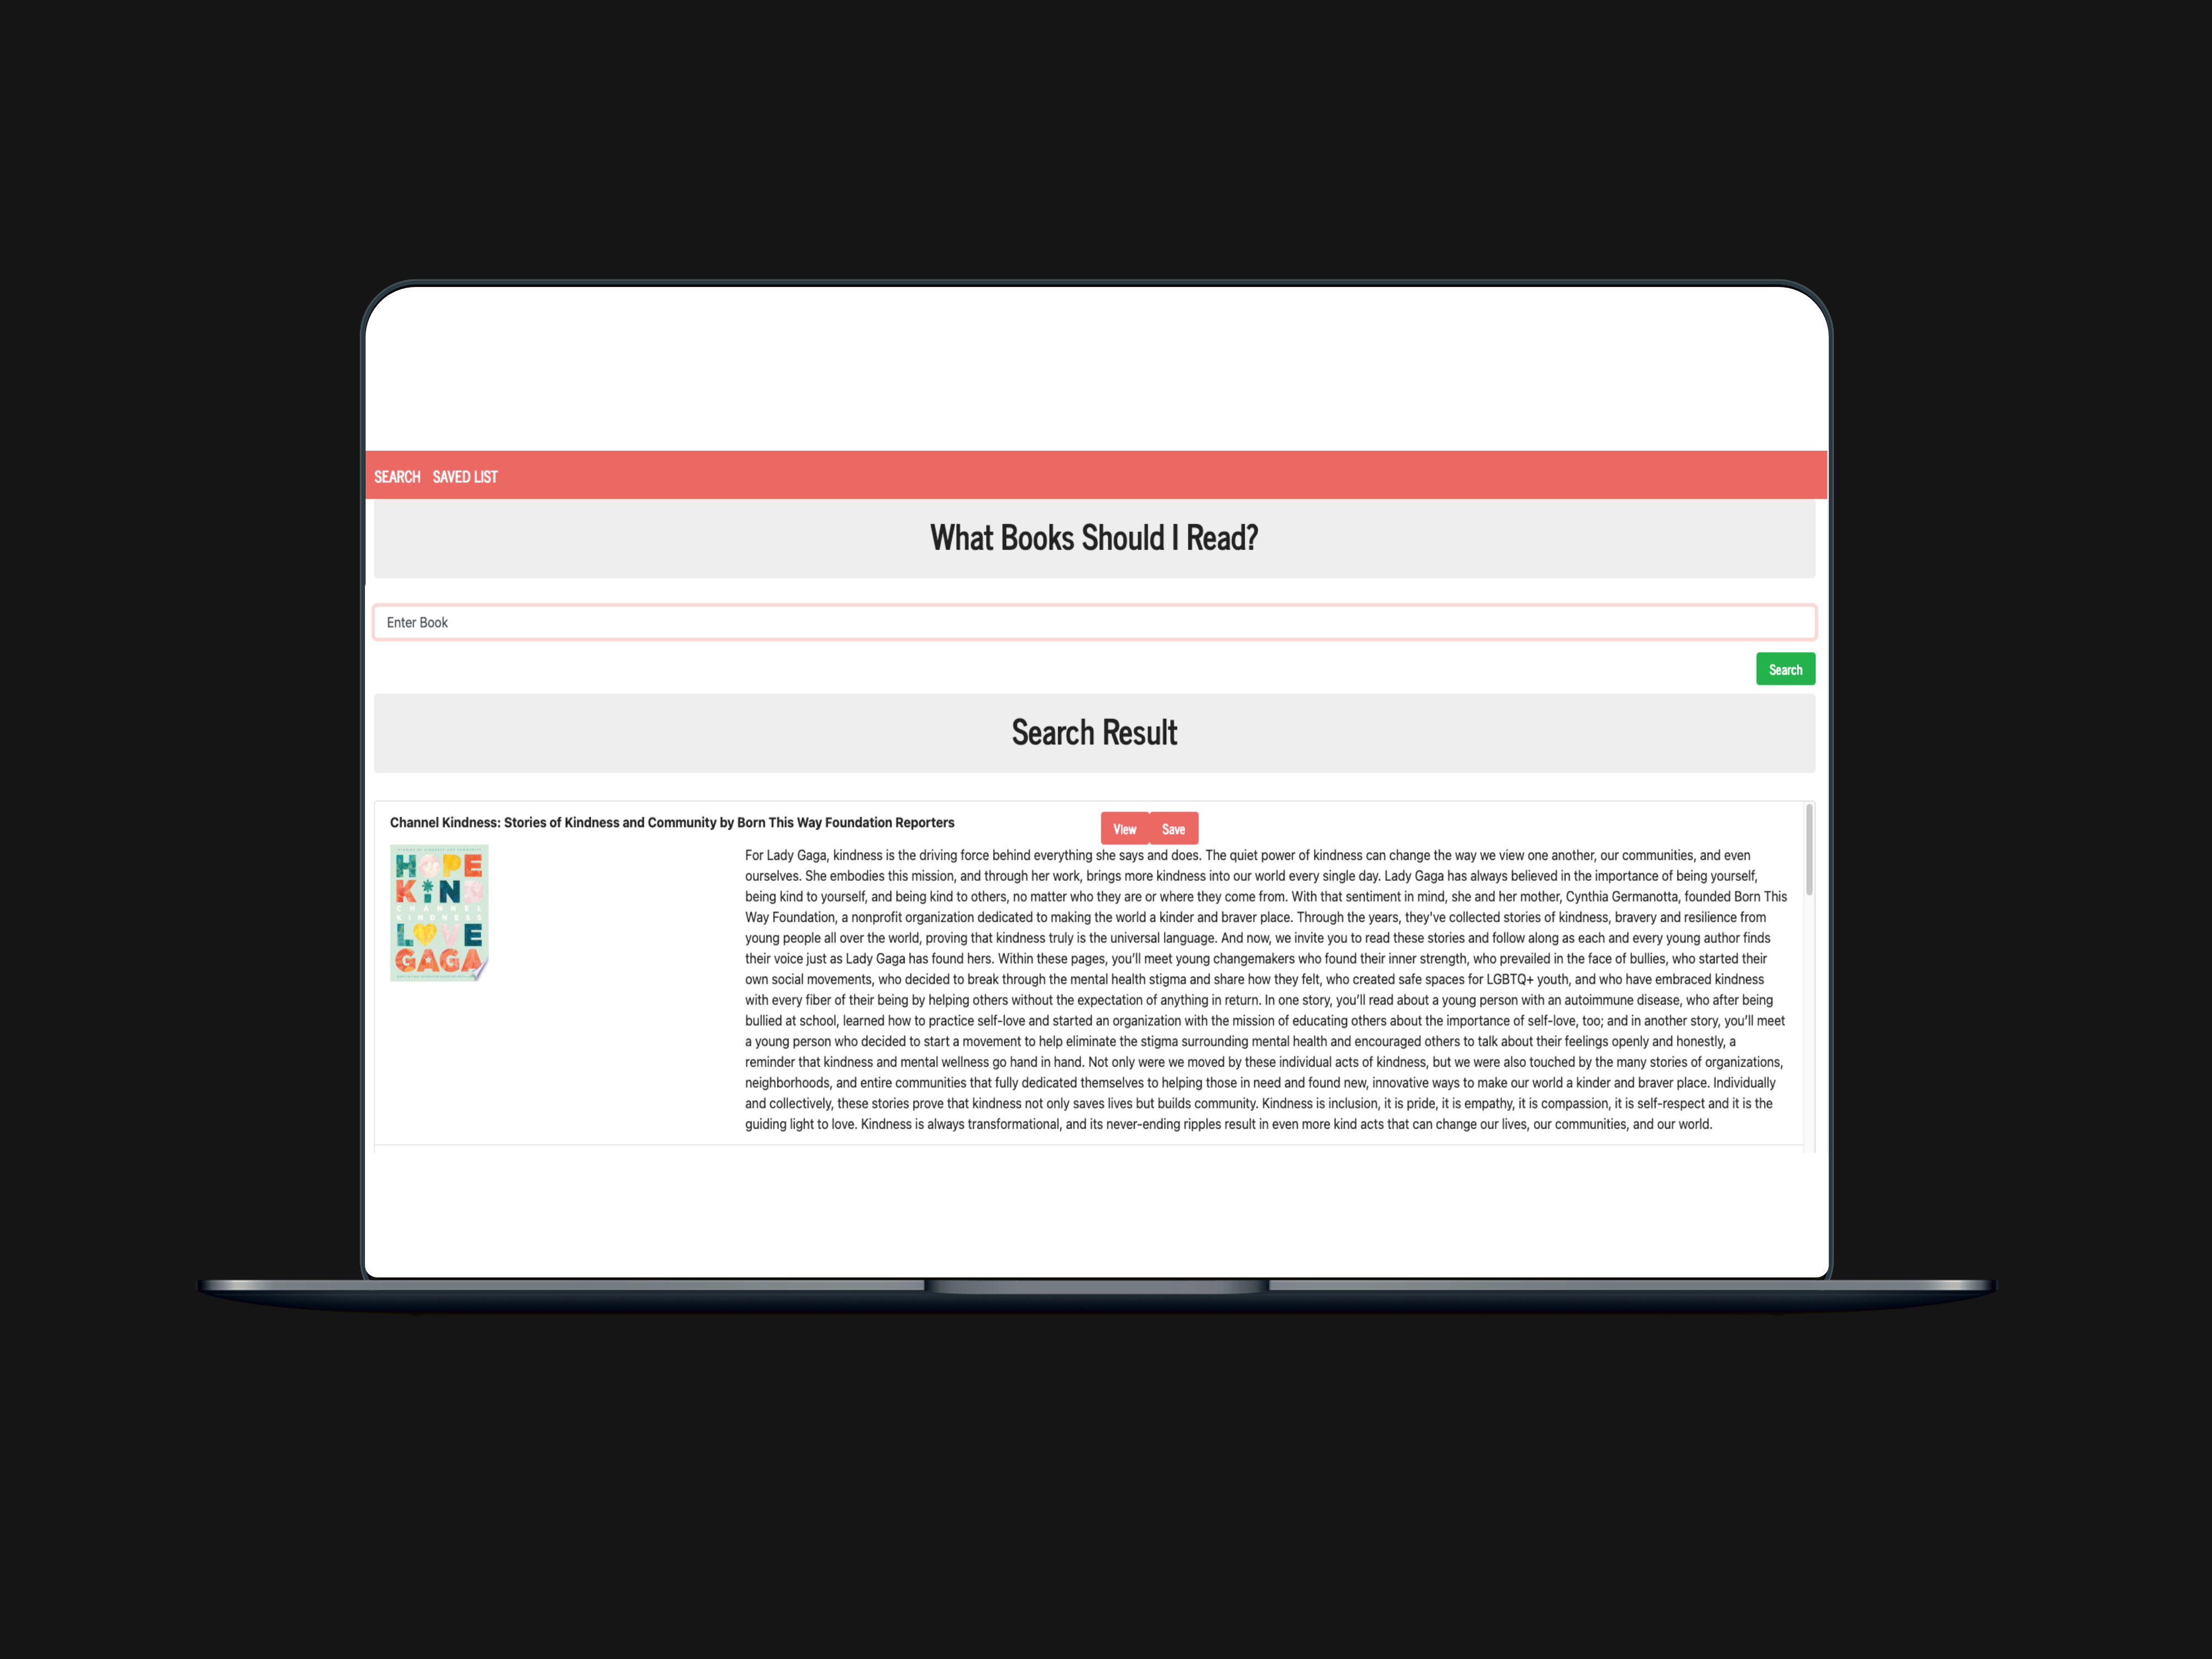 SEARCH SAVED LIST
What Books Should I Read?
Enter Book
Search
Search Result
Channel Kindness: Stories of Kindness and Community by Born This Way Foundation Reporters
View Save
HOPE
KIND
CHANNEL
KINDNESS
LOVE
GAGA
For Lady Gaga, kindness is the driving force behind everything she says and does. The quiet power of kindness can change the way we view one another, our communities, and even
ourselves. She embodies this mission, and through her work, brings more kindness into our world every single day. Lady Gaga has always believed in the importance of being yourself,
being kind to yourself, and being kind to others, no matter who they are or where they come from. With that sentiment in mind, she and her mother, Cynthia Germanotta, founded Born This
Way Foundation, a nonprofit organization dedicated to making the world a kinder and braver place. Through the years, they've collected stories of kindness, bravery and resilience from
young people all over the world, proving that kindness truly is the universal language. And now, we invite you to read these stories and follow along as each and every young author finds
their voice just as Lady Gaga has found hers. Within these pages, you’ll meet young changemakers who found their inner strength, who prevailed in the face of bullies, who started their
own social movements, who decided to break through the mental health stigma and share how they felt, who created safe spaces for LGBTQ+ youth, and who have embraced kindness
with every fiber of their being by helping others without the expectation of anything in return. In one story, you’ll read about a young person with an autoimmune disease, who after being
bullied at school, learned how to practice self-love and started an organization with the mission of educating others about the importance of self-love, too; and in another story, you’ll meet
a young person who decided to start a movement to help eliminate the stigma surrounding mental health and encouraged others to talk about their feelings openly and honestly, a
reminder that kindness and mental wellness go hand in hand. Not only were we moved by these individual acts of kindness, but we were also touched by the many stories of organizations,
neighborhoods, and entire communities that fully dedicated themselves to helping those in need and found new, innovative ways to make our world a kinder and braver place. Individually
and collectively, these stories prove that kindness not only saves lives but builds community. Kindness is inclusion, it is pride, it is empathy, it is compassion, it is self-respect and it is the
guiding light to love. Kindness is always transformational, and its never-ending ripples result in even more kind acts that can change our lives, our communities, and our world.